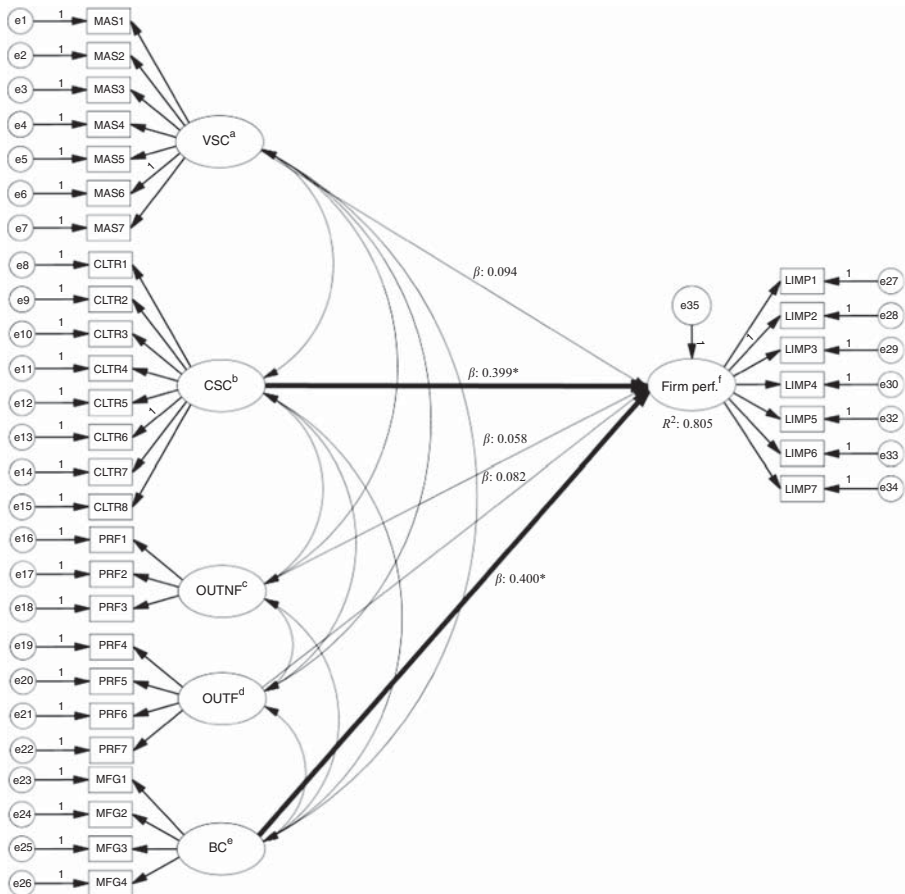 e1 1 MAS1
e2 1 MAS2
e3 1 MAS3
e4 1 MAS4
e5 1 MAS5
e6 1 MAS6
e7 1 MAS7
1
VSCᵃ
e8 1 CLTR1
e9 1 CLTR2
e10 1 CLTR3
e11 1 CLTR4
e12 1 CLTR5
e13 1 CLTR6
e14 1 CLTR7
e15 1 CLTR8
1
CSCᵇ
e16 1 PRF1
e17 1 PRF2
e18 1 PRF3
OUTNFᶜ
e19 1 PRF4
e20 1 PRF5
e21 1 PRF6
e22 1 PRF7
OUTFᵈ
e23 1 MFG1
e24 1 MFG2
e25 1 MFG3
e26 1 MFG4
BCᵉ
β: 0.094
β: 0.399*
β: 0.058
β: 0.082
β: 0.400*
e35
1
Firm perf.ᶠ
R²: 0.805
1
LIMP1 1 e27
LIMP2 1 e28
LIMP3 1 e29
LIMP4 1 e30
LIMP5 1 e32
LIMP6 1 e33
LIMP7 1 e34